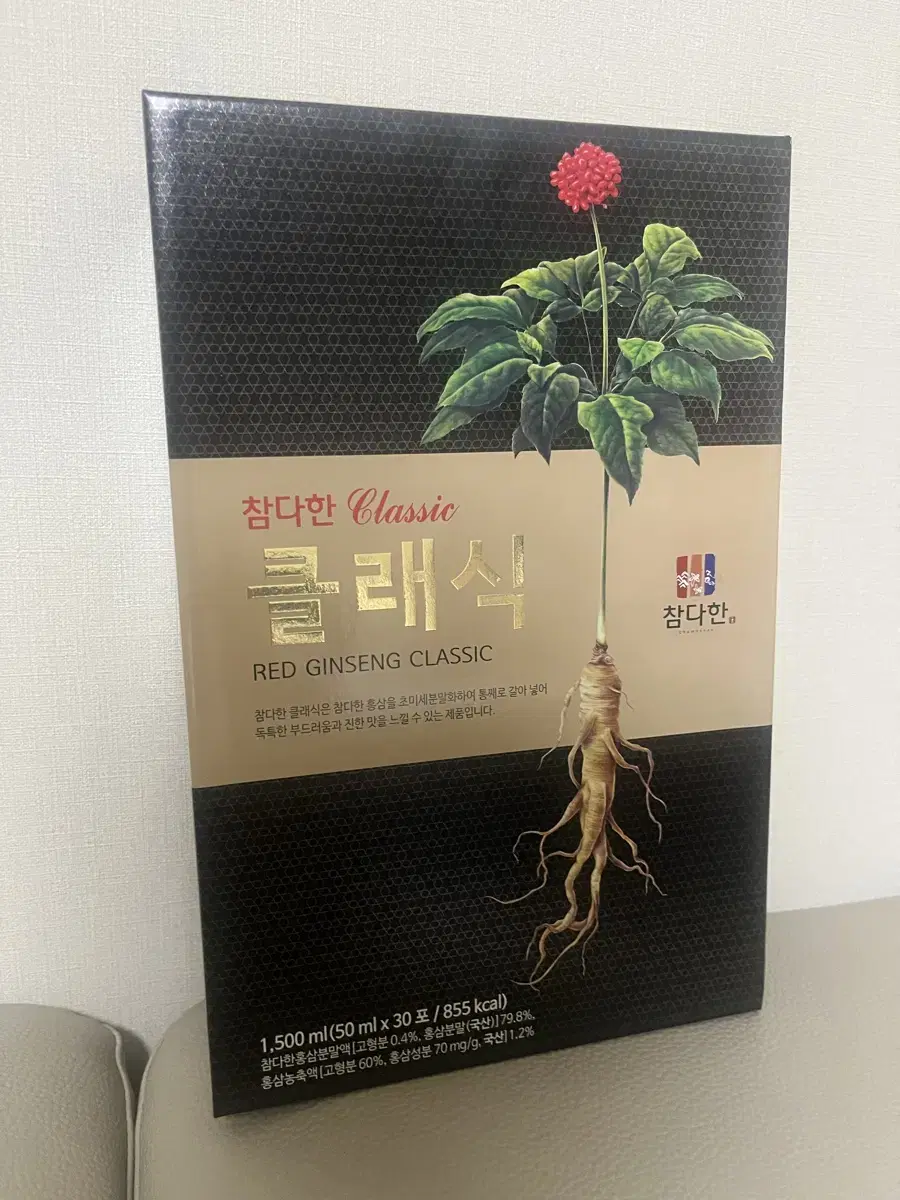 참다한 Classic
클래식
RED GINSENG CLASSIC
참다한 클래식은 참다한 홍삼을 초미세분말화하여 통째로 갈아 넣어
독특한 부드러움과 진한 맛을 느낄 수 있는 제품입니다.
참다한
1,500 ml(50 ml x 30 포 / 855 kcal)
참다한홍삼분말액[고형분 0.4%, 홍삼분말(국산)] 79.8%,
홍삼농축액[고형분 60%, 홍삼성분 70 mg/g, 국산] 1.2%